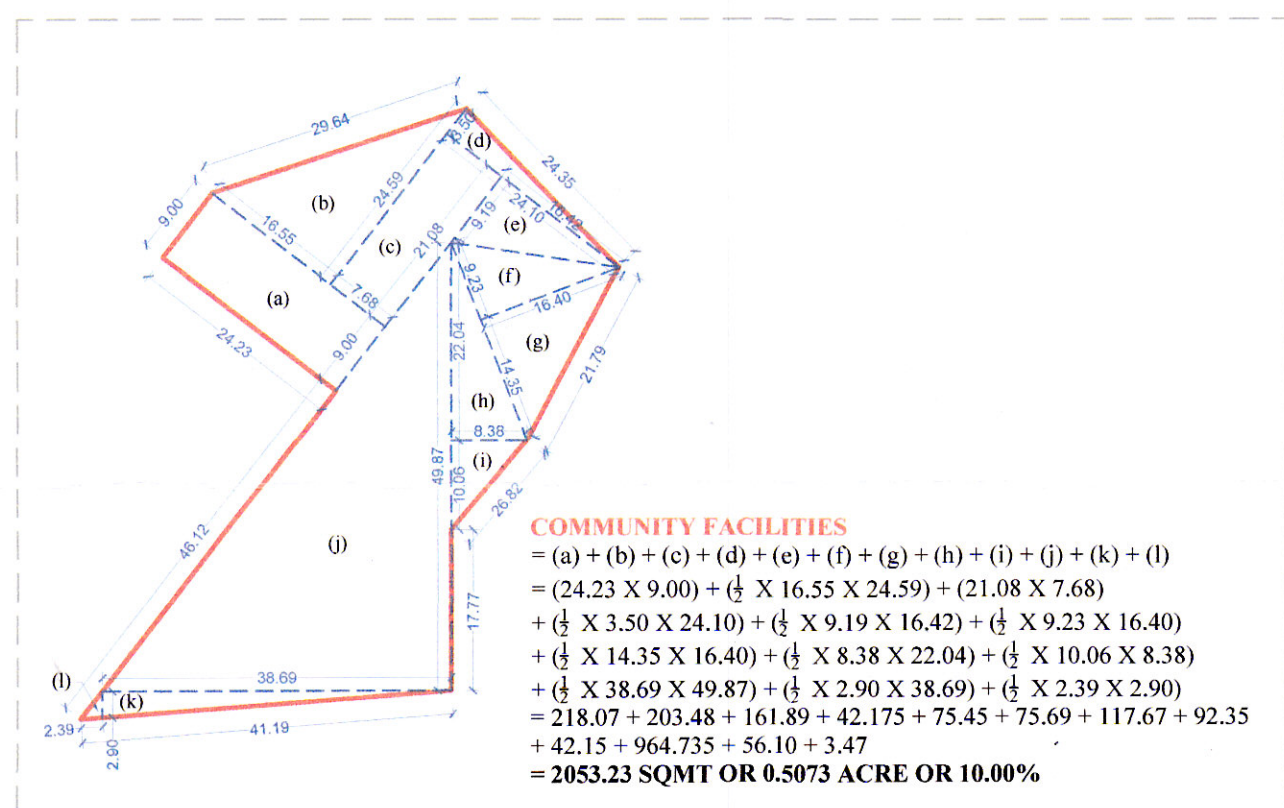 29.64
3.50
(d)
24.35
9.00
(b)
24.59
24.10
16.42
9.19
(e)
16.55
(c)
21.08
9.23
(f)
(a)
7.68
16.40
24.23
9.00
22.04
(g)
21.79
14.35
(h)
8.38
(i)
49.87
10.06
26.82
46.12
(j)
17.77
(l)
38.69
(k)
2.39
41.19
2.90
COMMUNITY FACILITIES
= (a) + (b) + (c) + (d) + (e) + (f) + (g) + (h) + (i) + (j) + (k) + (l)
= (24.23 X 9.00) + (½ X 16.55 X 24.59) + (21.08 X 7.68)
+ (½ X 3.50 X 24.10) + (½ X 9.19 X 16.42) + (½ X 9.23 X 16.40)
+ (½ X 14.35 X 16.40) + (½ X 8.38 X 22.04) + (½ X 10.06 X 8.38)
+ (½ X 38.69 X 49.87) + (½ X 2.90 X 38.69) + (½ X 2.39 X 2.90)
= 218.07 + 203.48 + 161.89 + 42.175 + 75.45 + 75.69 + 117.67 + 92.35
+ 42.15 + 964.735 + 56.10 + 3.47
= 2053.23 SQMT OR 0.5073 ACRE OR 10.00%